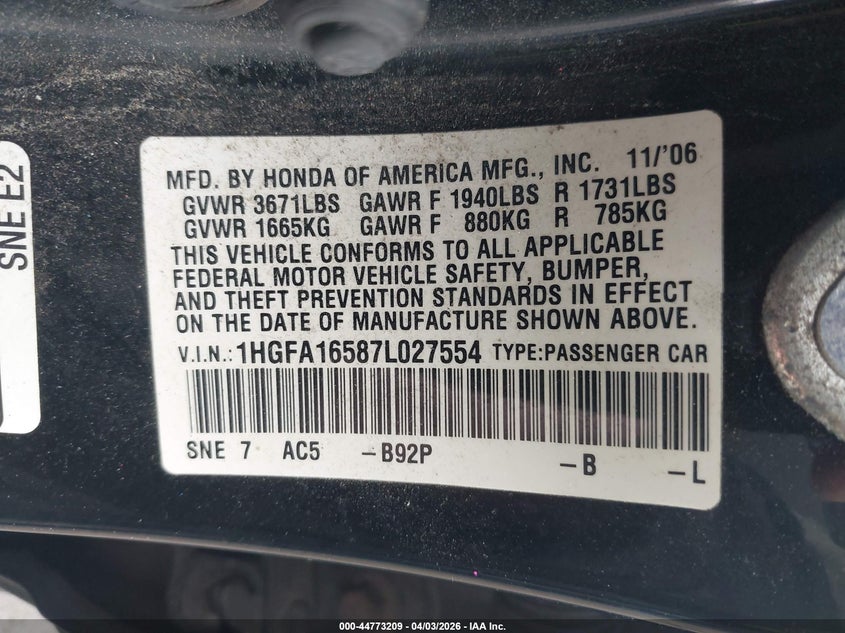 SNE E2
MFD. BY HONDA OF AMERICA MFG., INC. 11/'06
GVWR 3671LBS GAWR F 1940LBS R 1731LBS
GVWR 1665KG GAWR F 880KG R 785KG
THIS VEHICLE CONFORMS TO ALL APPLICABLE
FEDERAL MOTOR VEHICLE SAFETY, BUMPER,
AND THEFT PREVENTION STANDARDS IN EFFECT
ON THE DATE OF MANUFACTURE SHOWN ABOVE.
V.I.N.:1HGFA16587L027554 TYPE:PASSENGER CAR
SNE 7 AC5 -B92P -B -L
000-44773209 - 04/03/2026 - IAA Inc.